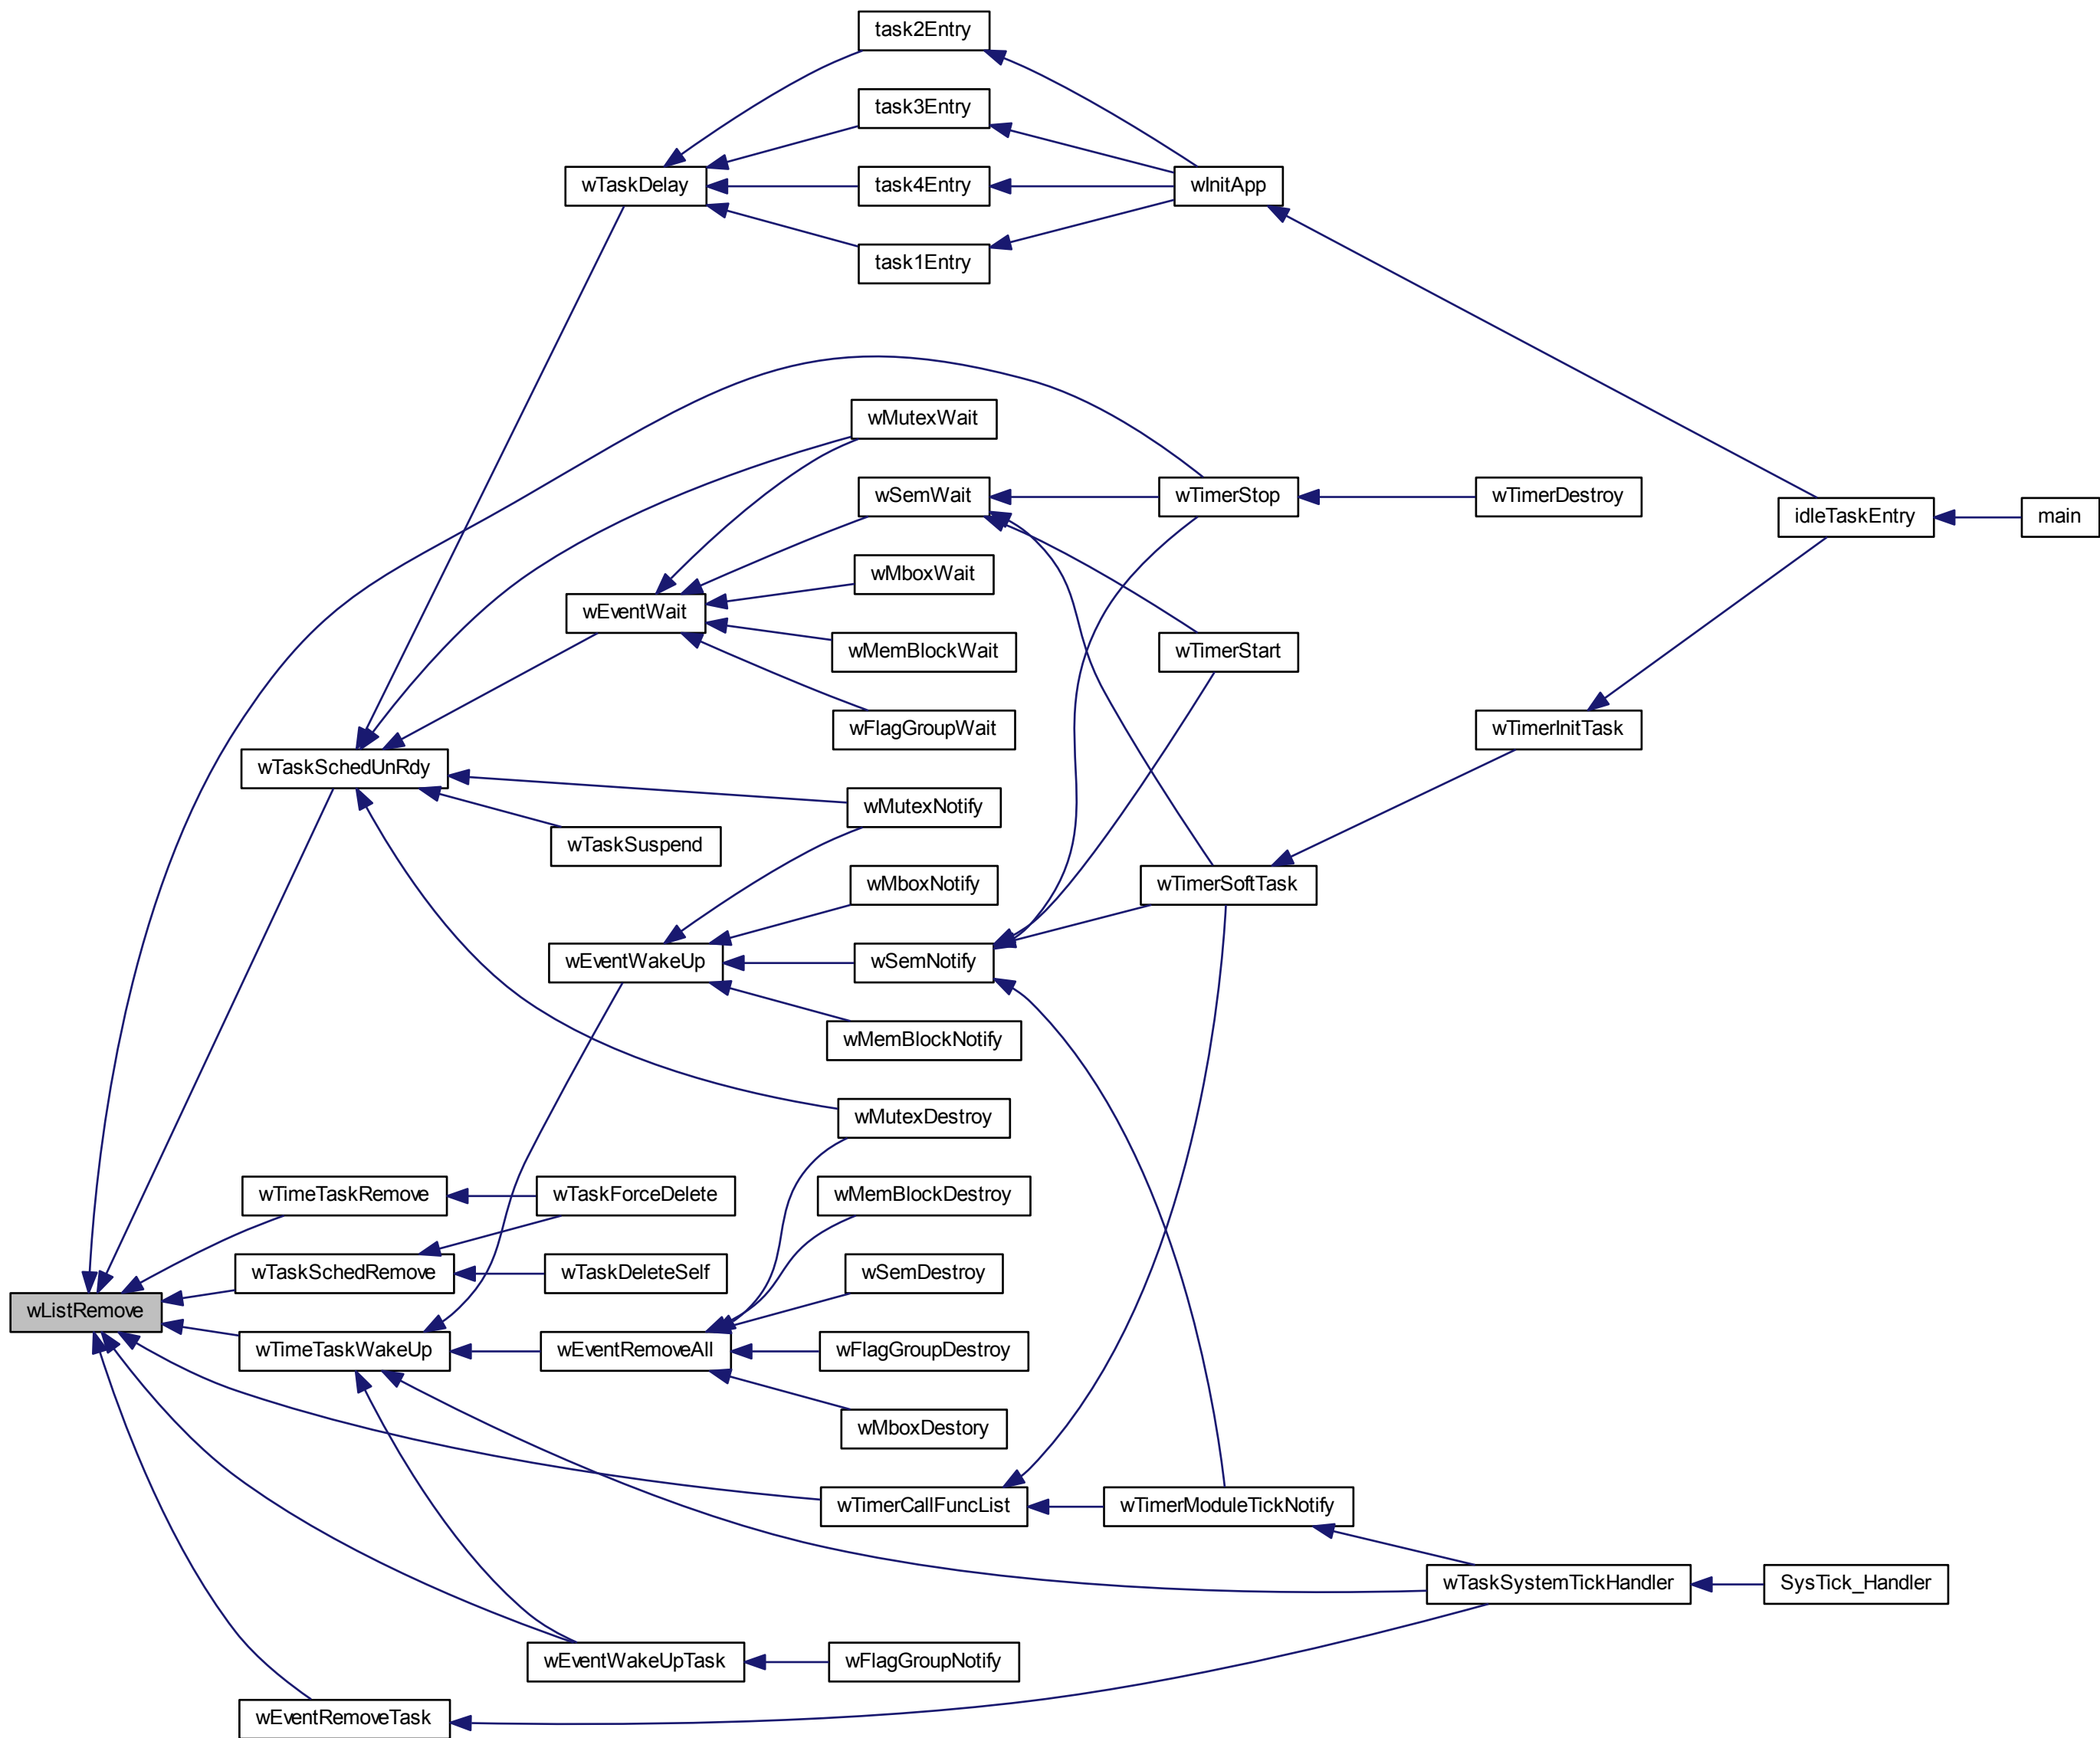 task2Entry
task3Entry
wTaskDelay
task4Entry
wInitApp
task1Entry
wMutexWait
wSemWait
wTimerStop
wTimerDestroy
idleTaskEntry
main
wMboxWait
wEventWait
wMemBlockWait
wTimerStart
wFlagGroupWait
wTimerInitTask
wTaskSchedUnRdy
wMutexNotify
wTaskSuspend
wMboxNotify
wTimerSoftTask
wEventWakeUp
wSemNotify
wMemBlockNotify
wMutexDestroy
wTimeTaskRemove
wTaskForceDelete
wMemBlockDestroy
wTaskSchedRemove
wTaskDeleteSelf
wSemDestroy
wListRemove
wTimeTaskWakeUp
wEventRemoveAll
wFlagGroupDestroy
wMboxDestory
wTimerCallFuncList
wTimerModuleTickNotify
wTaskSystemTickHandler
SysTick_Handler
wEventWakeUpTask
wFlagGroupNotify
wEventRemoveTask